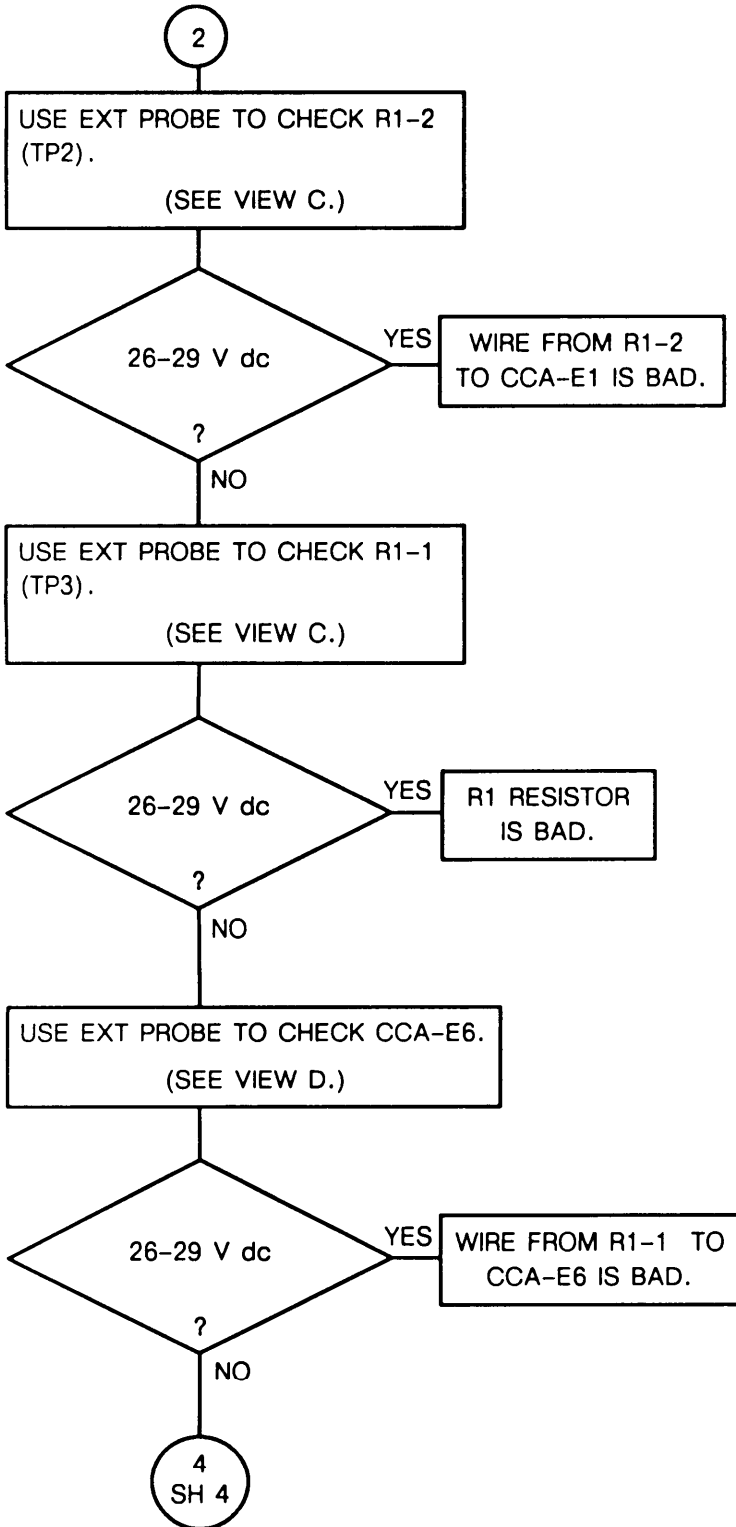 2
USE EXT PROBE TO CHECK R1-2
(TP2).
(SEE VIEW C.)
26-29 V dc
?
YES
WIRE FROM R1-2
TO CCA-E1 IS BAD.
NO
USE EXT PROBE TO CHECK R1-1
(TP3).
(SEE VIEW C.)
26-29 V dc
?
YES
R1 RESISTOR
IS BAD.
NO
USE EXT PROBE TO CHECK CCA-E6.
(SEE VIEW D.)
26-29 V dc
?
YES
WIRE FROM R1-1 TO
CCA-E6 IS BAD.
NO
4
SH 4